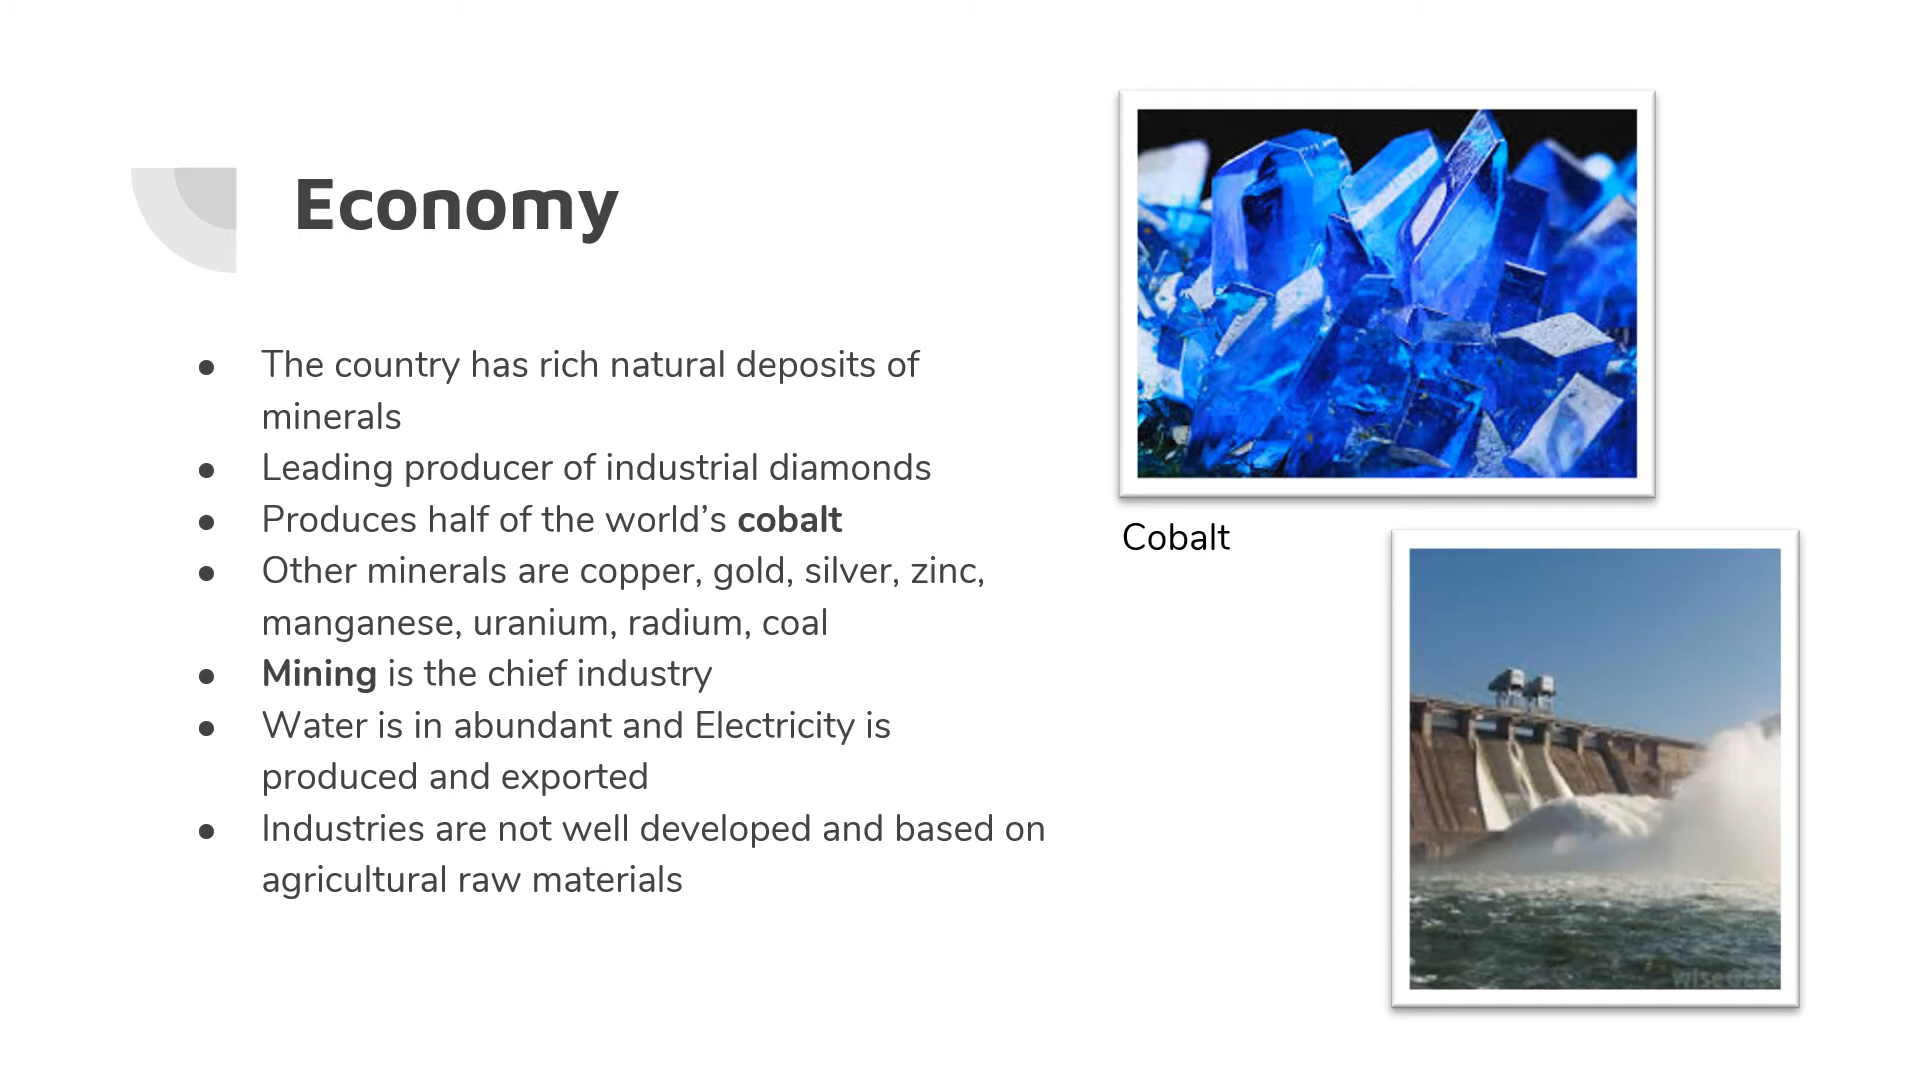 Economy
● The country has rich natural deposits of
minerals
● Leading producer of industrial diamonds
● Produces half of the world’s cobalt
● Other minerals are copper, gold, silver, zinc,
manganese, uranium, radium, coal
● Mining is the chief industry
● Water is in abundant and Electricity is
produced and exported
● Industries are not well developed and based on
agricultural raw materials
Cobalt